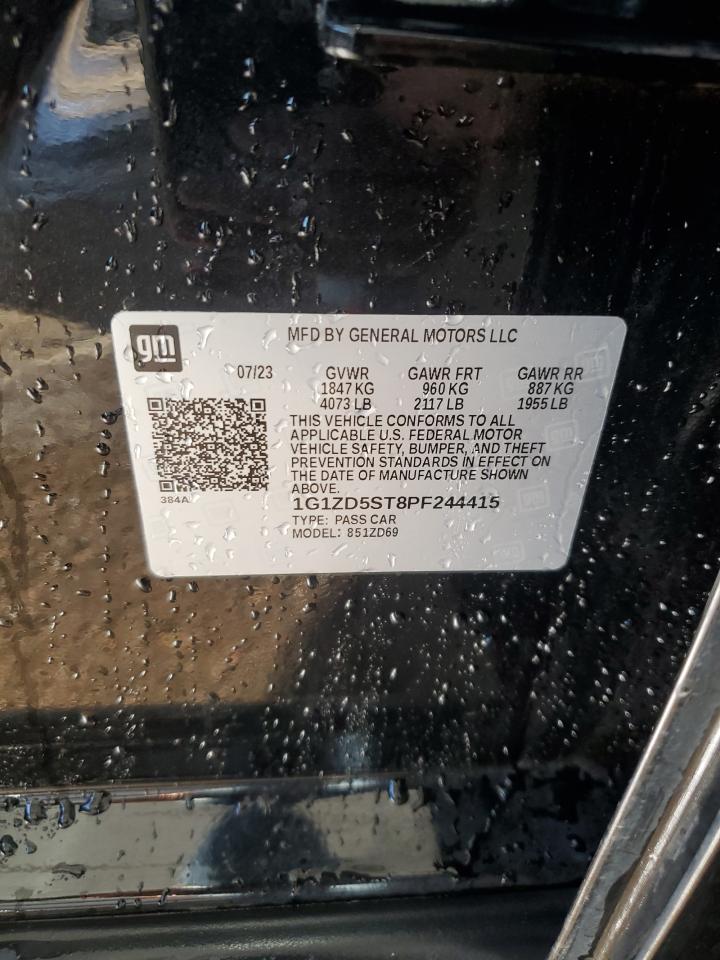 gm
MFD BY GENERAL MOTORS LLC
07/23 GVWR GAWR FRT GAWR RR
1847 KG 960 KG 887 KG
4073 LB 2117 LB 1955 LB
THIS VEHICLE CONFORMS TO ALL
APPLICABLE U.S. FEDERAL MOTOR
VEHICLE SAFETY, BUMPER, AND THEFT
PREVENTION STANDARDS IN EFFECT ON
THE DATE OF MANUFACTURE SHOWN
ABOVE.
384A
1G1ZD5ST8PF244415
TYPE: PASS CAR
MODEL: 851ZD69